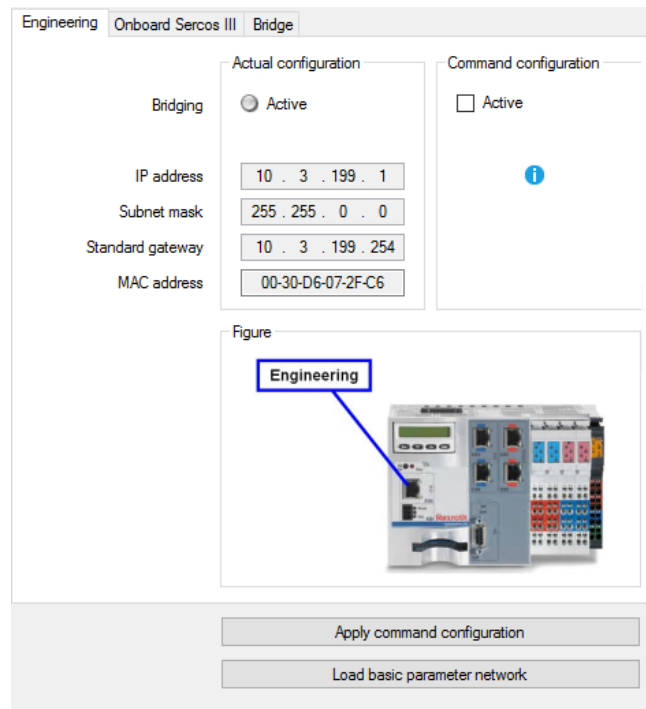 Engineering Onboard Sercos III Bridge
Actual configuration Command configuration
Bridging Active Active
IP address 10 . 3 . 199 . 1
Subnet mask 255 . 255 . 0 . 0
Standard gateway 10 . 3 . 199 . 254
MAC address 00-30-D6-07-2F-C6
Figure
Engineering
Rexroth
Apply command configuration
Load basic parameter network